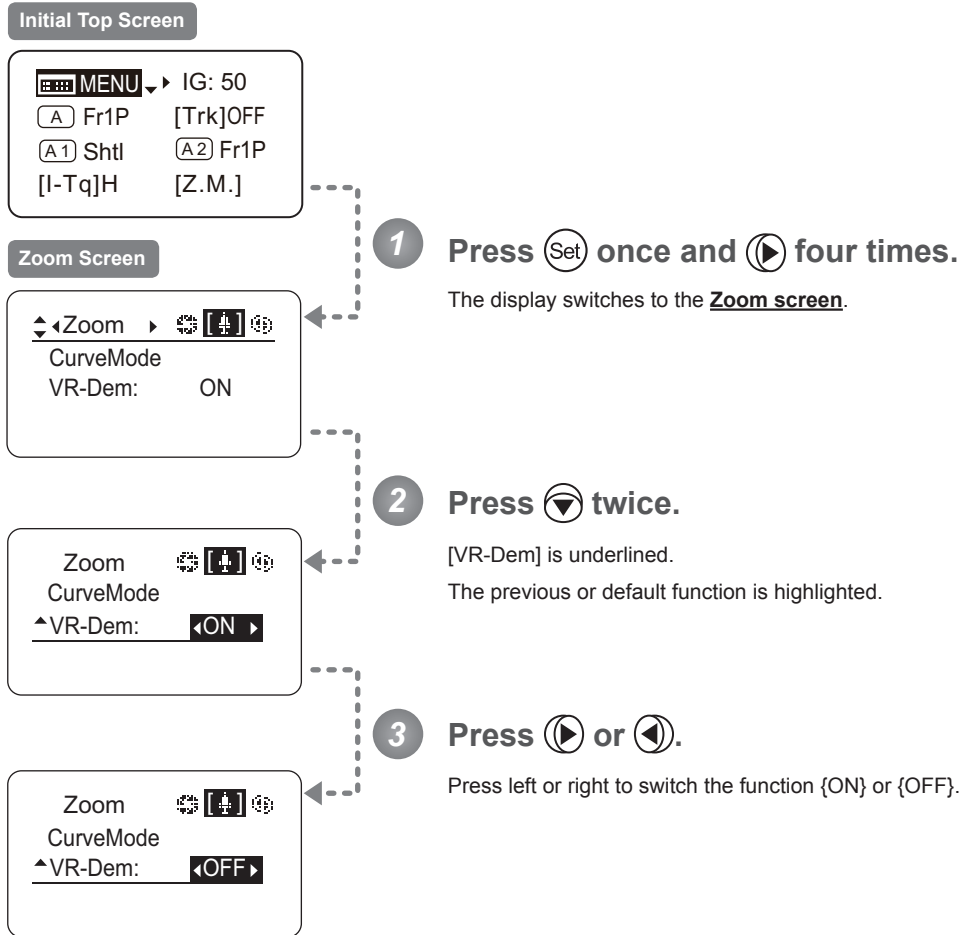 Initial Top Screen
MENU IG: 50
A Fr1P [Trk]OFF
A1 Shtl A2 Fr1P
[I-Tq]H [Z.M.]
1 Press Set once and four times.
The display switches to the Zoom screen.
Zoom Screen
Zoom
CurveMode
VR-Dem: ON
2 Press twice.
[VR-Dem] is underlined.
The previous or default function is highlighted.
Zoom
CurveMode
VR-Dem: ON
3 Press or .
Press left or right to switch the function {ON} or {OFF}.
Zoom
CurveMode
VR-Dem: OFF